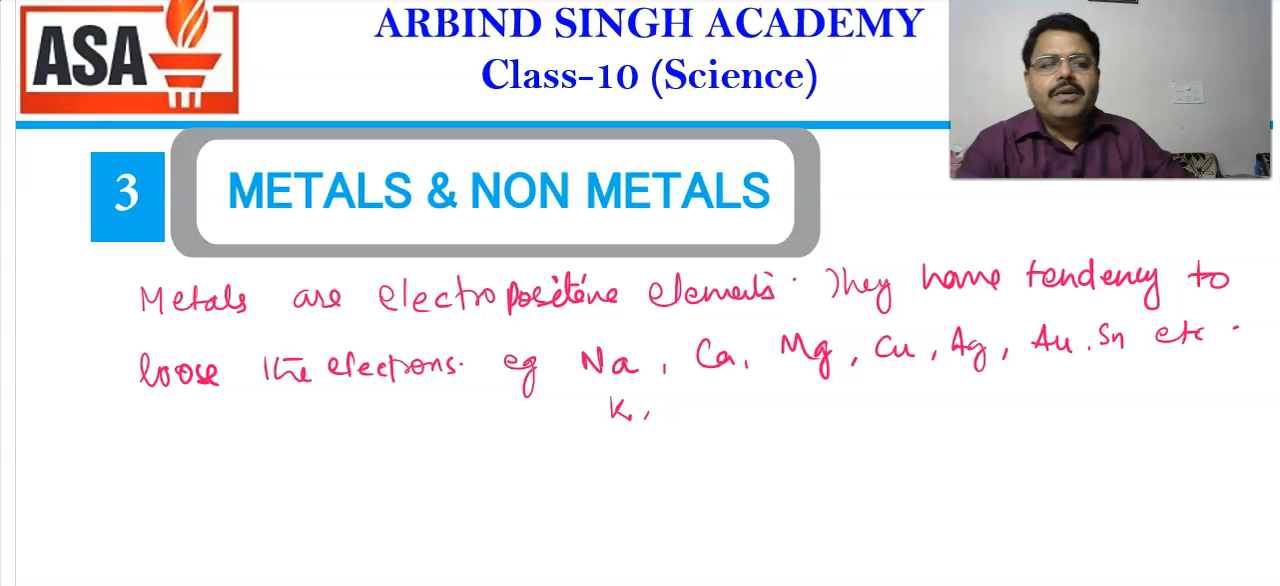 ASA
ARBIND SINGH ACADEMY
Class-10 (Science)
3
METALS & NON METALS
Metals are electropositive elements. They have tendency to
loose the electrons. eg Na, Ca, Mg, Cu, Ag, Au, Sn etc.
K,